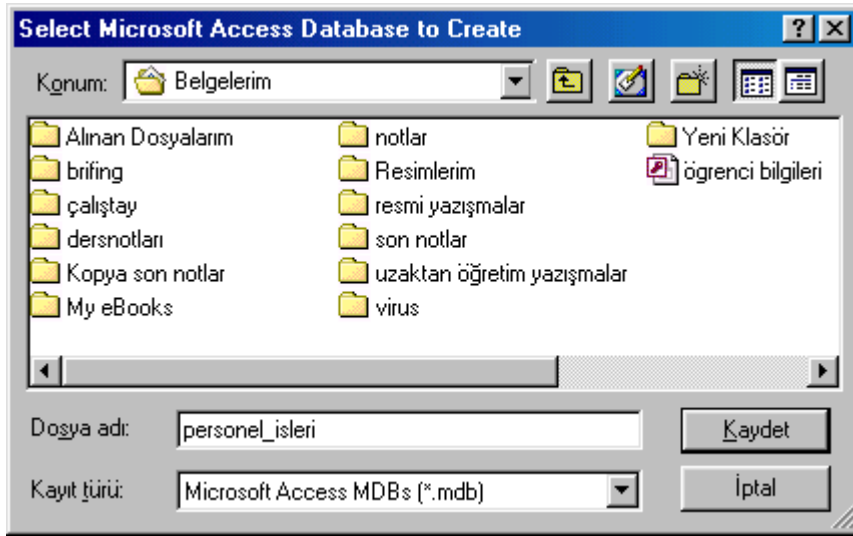 Select Microsoft Access Database to Create
Konum: Belgelerim
Alınan Dosyalarım
brifing
çalıştay
dersnotları
Kopya son notlar
My eBooks
notlar
Resimlerim
resmi yazışmalar
son notlar
uzaktan öğretim yazışmalar
virus
Yeni Klasör
ögrenci bilgileri
Dosya adı: personel_isleri
Kaydet
Kayıt türü: Microsoft Access MDBs (*.mdb)
İptal